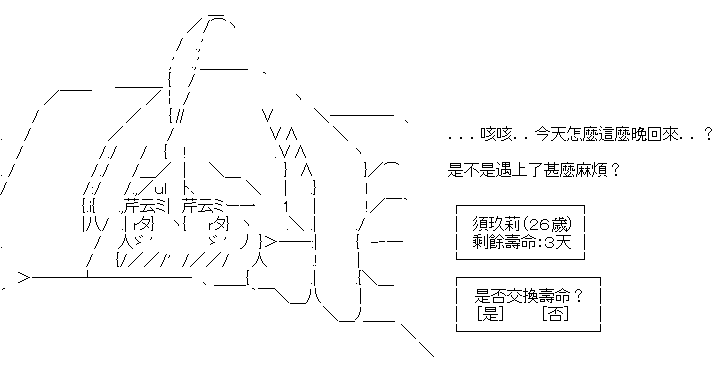 ...咳咳..今天怎麼這麼晚回來..?
是不是遇上了甚麼麻煩?
須玖莉(26歲)
剩餘壽命:3天
是否交換壽命?
[是] [否]